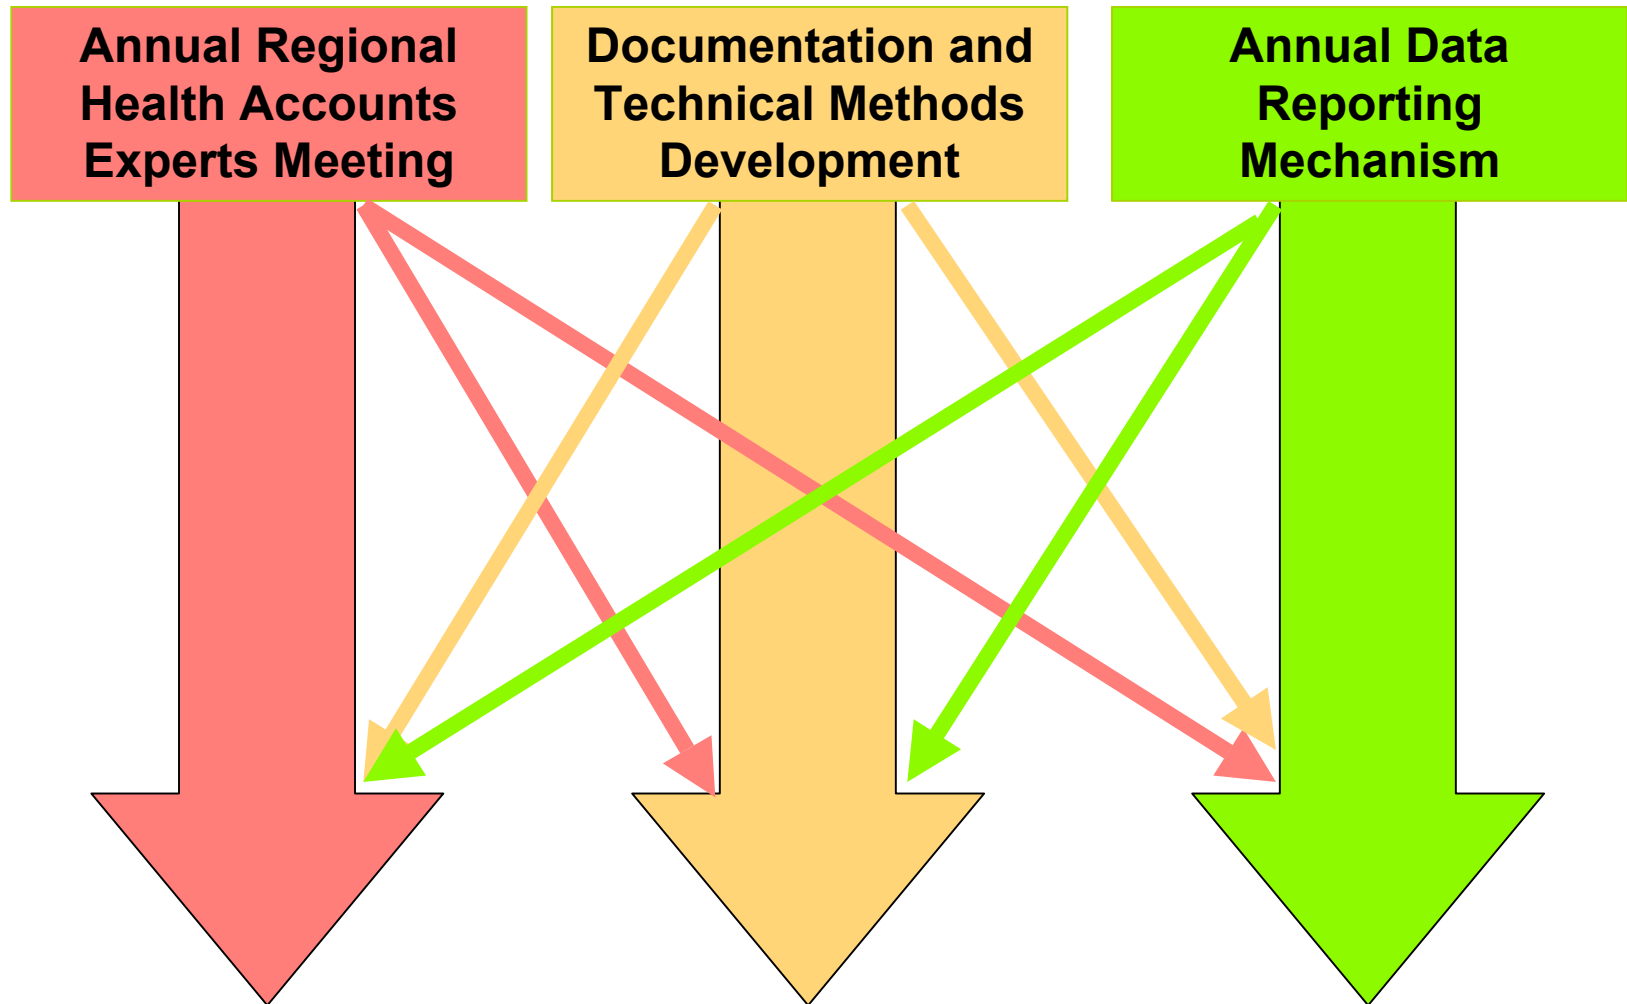 Annual Regional
Health Accounts
Experts Meeting
Documentation and
Technical Methods
Development
Annual Data
Reporting
Mechanism